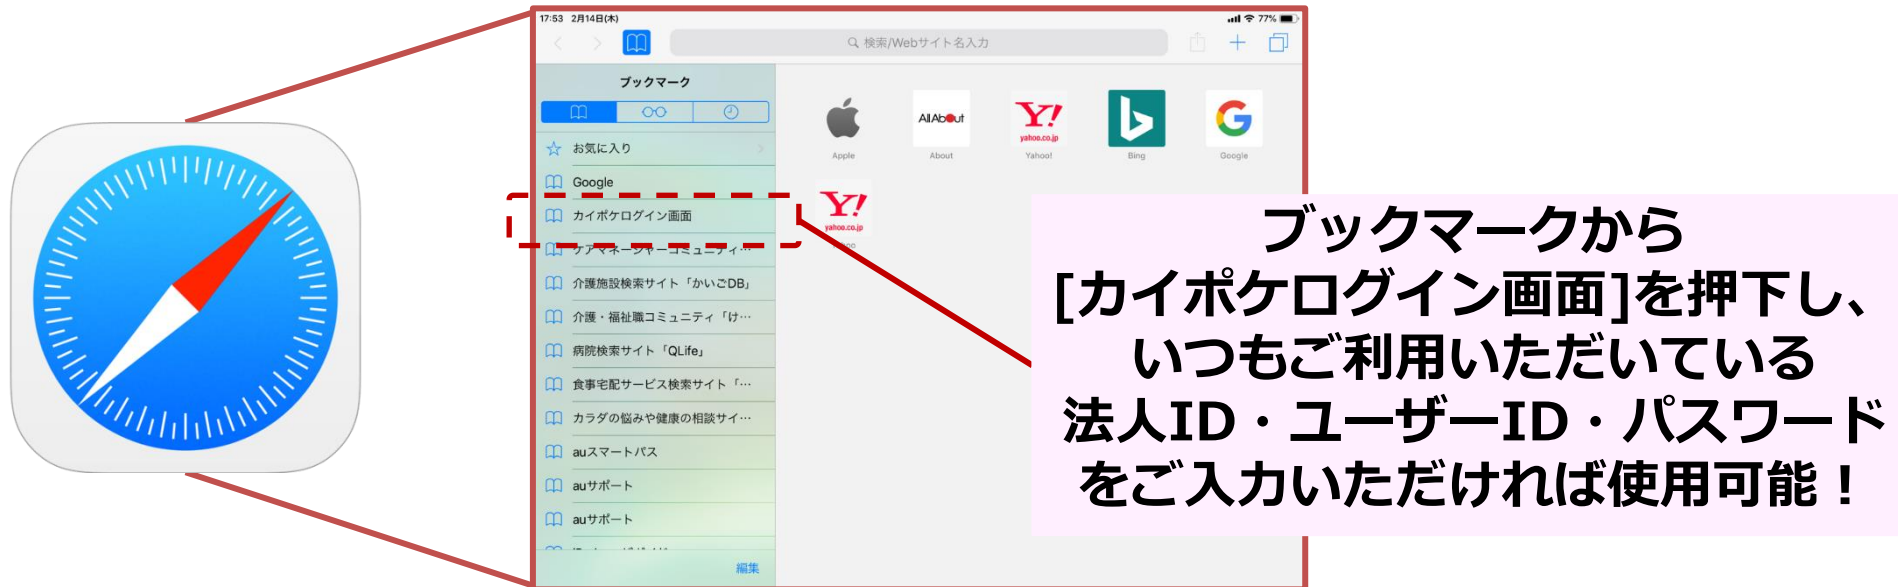 17:53 2月14日(木)
77%
検索/Webサイト名入力
ブックマーク
お気に入り
Google
カイポケログイン画面
ケアマネージャーコミュニティ…
介護施設検索サイト「かいごDB」
介護・福祉職コミュニティ「け…
病院検索サイト「QLife」
食事宅配サービス検索サイト「…
カラダの悩みや健康の相談サイ…
auスマートパス
auサポート
auサポート
編集
AllAbout
Y!
yahoo.co.jp
Apple
About
Yahoo!
Bing
Google
Y!
yahoo.co.jp
ブックマークから
[カイポケログイン画面]を押下し、
いつもご利用いただいている
法人ID・ユーザーID・パスワード
をご入力いただければ使用可能！